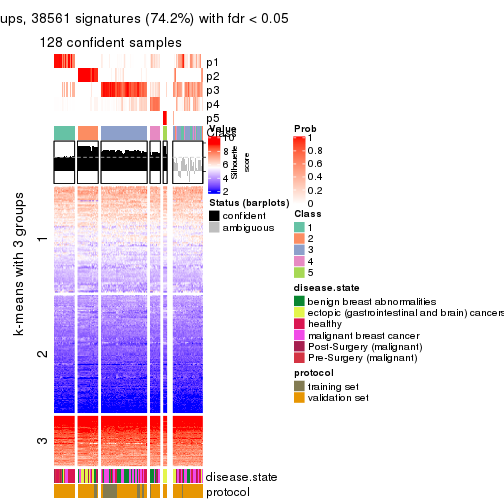 ups, 38561 signatures (74.2%) with fdr < 0.05
128 confident samples
p1
p2
p3
p4
p5
Class
Silhouette
score
k-means with 3 groups
1
2
3
disease.state
protocol
Value
10
8
6
4
2
Status (barplots)
confident
ambiguous
Prob
1
0.8
0.6
0.4
0.2
0
Class
1
2
3
4
5
disease.state
benign breast abnormalities
ectopic (gastrointestinal and brain) cancers
healthy
malignant breast cancer
Post-Surgery (malignant)
Pre-Surgery (malignant)
protocol
training set
validation set